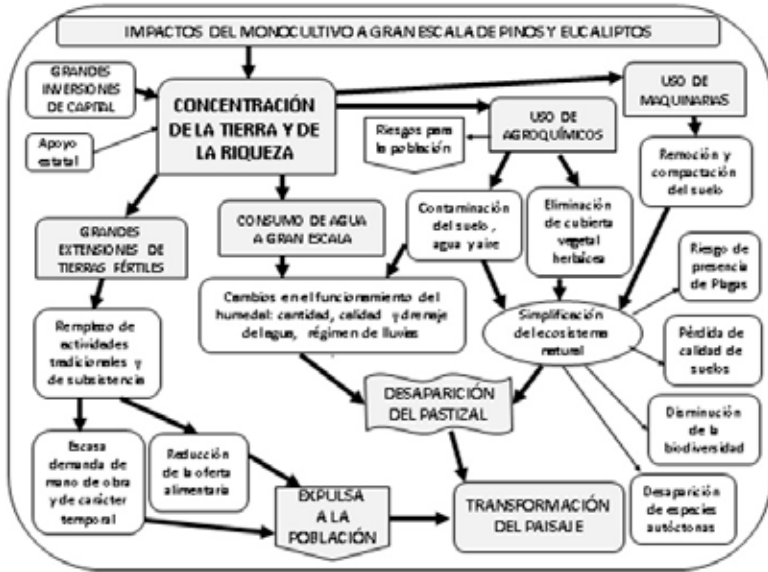 IMPACTOS DEL MONOCULTIVO A GRAN ESCALA DE PINOS Y EUCALIPTOS
GRANDES
INVERSIONES
DE CAPITAL
Apoyo
estatal
CONCENTRACIÓN
DE LA TIERRA Y DE
LA RIQUEZA
Riesgos para
la población
USO DE
AGROQUÍMICOS
USO DE
MAQUINARIAS
Remoción y
compactación
del suelo
GRANDES
EXTENSIONES DE
TIERRAS FÉRTILES
CONSUMO DE AGUA
A GRAN ESCALA
Contaminación
del suelo,
agua y aire
Eliminación
de cubierta
vegetal
herbácea
Riesgo de
presencia
de Plagas
Cambios en el funcionamiento del
humedal: cantidad, calidad y drenaje
del agua, régimen de lluvias
Simplificación
del ecosistema
natural
Remplazo de
actividades
tradicionales y
de subsistencia
Pérdida de
calidad de
suelos
DESAPARICIÓN
DEL PASTIZAL
Disminución
de la
biodiversidad
Escasa
demanda de
mano de obra
y de carácter
temporal
Reducción
de la oferta
alimentaria
EXPULSA
A LA
POBLACIÓN
TRANSFORMACIÓN
DEL PAISAJE
Desaparición
de especies
autóctonas